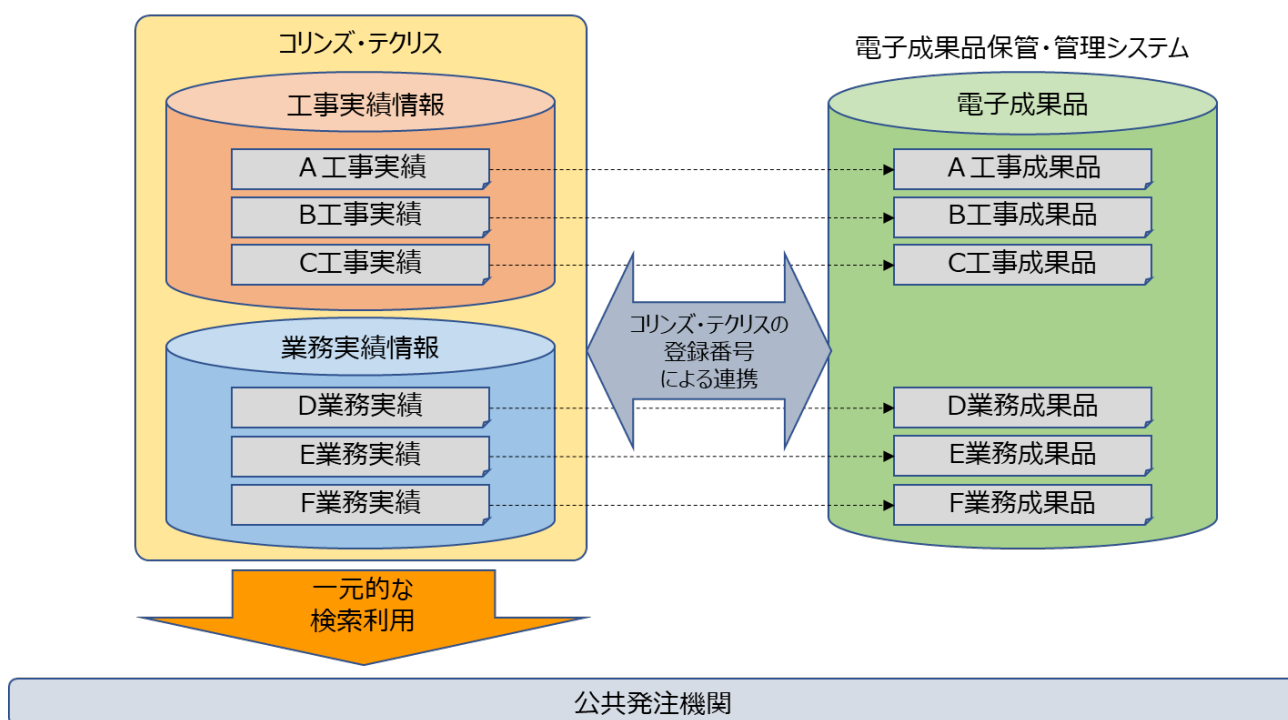 コリンズ・テクリス
電子成果品保管・管理システム
工事実績情報
電子成果品
A工事実績
A工事成果品
B工事実績
B工事成果品
C工事実績
C工事成果品
コリンズ・テクリスの
登録番号
による連携
業務実績情報
D業務実績
D業務成果品
E業務実績
E業務成果品
F業務実績
F業務成果品
一元的な
検索利用
公共発注機関